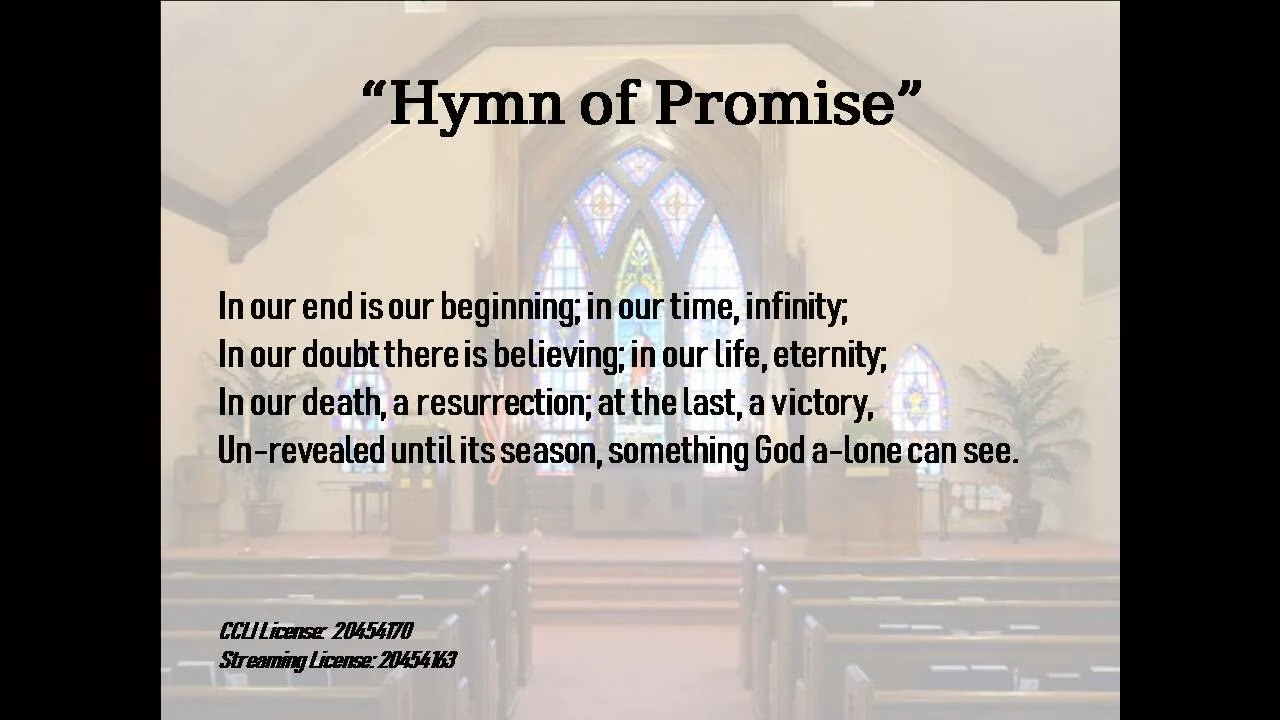 “Hymn of Promise”
In our end is our beginning; in our time, infinity;
In our doubt there is believing; in our life, eternity;
In our death, a resurrection; at the last, a victory,
Un-revealed until its season, something God a-lone can see.
CCLI License: 20454170
Streaming License: 20454163